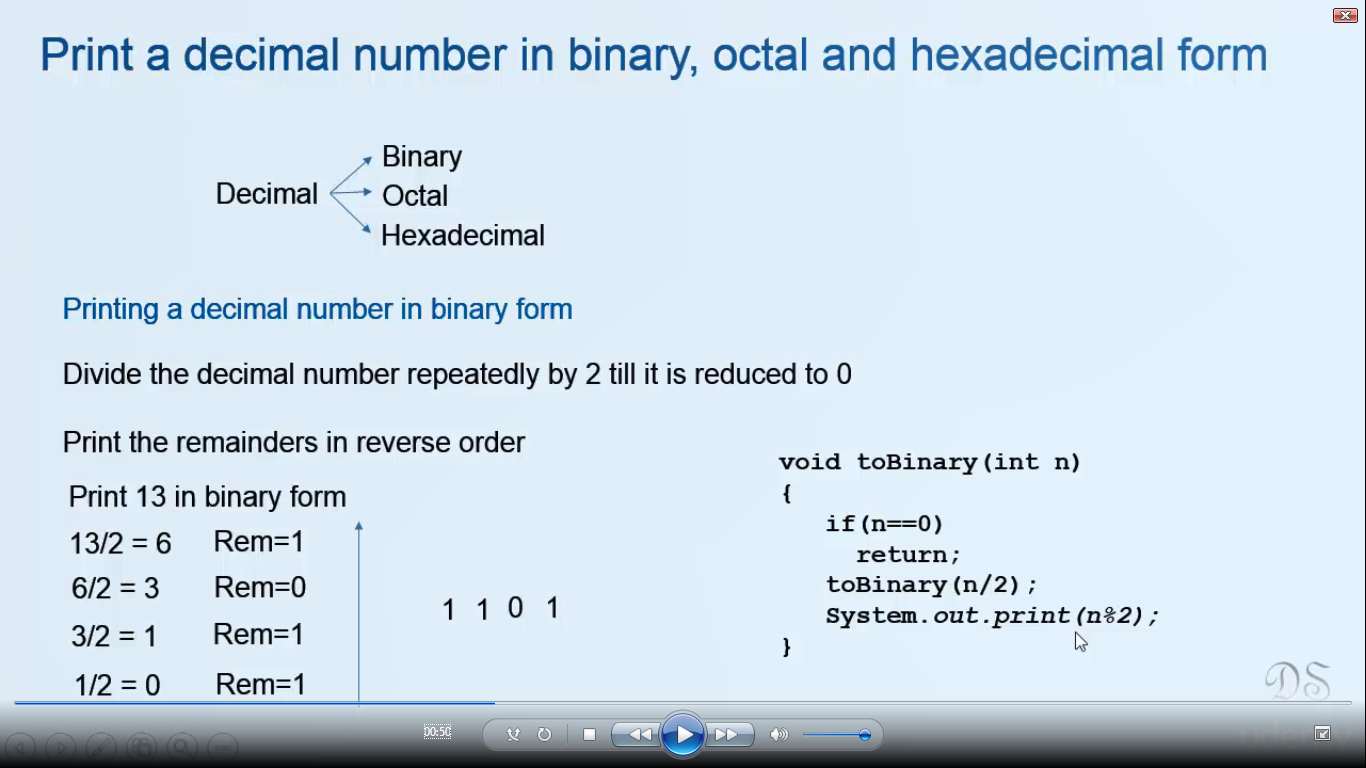 Print a decimal number in binary, octal and hexadecimal form
Decimal
Binary
Octal
Hexadecimal
Printing a decimal number in binary form
Divide the decimal number repeatedly by 2 till it is reduced to 0
Print the remainders in reverse order
Print 13 in binary form
13/2 = 6 Rem=1
6/2 = 3 Rem=0
3/2 = 1 Rem=1
1/2 = 0 Rem=1
1 1 0 1
void toBinary(int n)
{
if(n==0)
return;
toBinary(n/2);
System.out.print(n%2);
}
DS
00:50